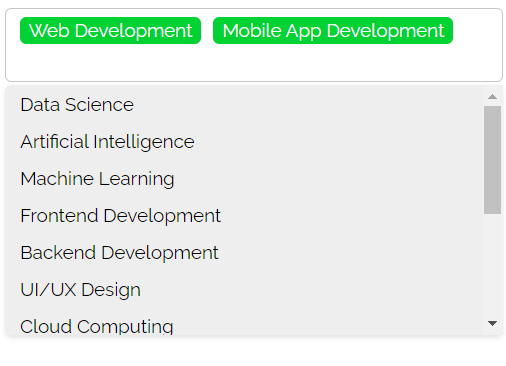 Web Development Mobile App Development
Data Science
Artificial Intelligence
Machine Learning
Frontend Development
Backend Development
UI/UX Design
Cloud Computing